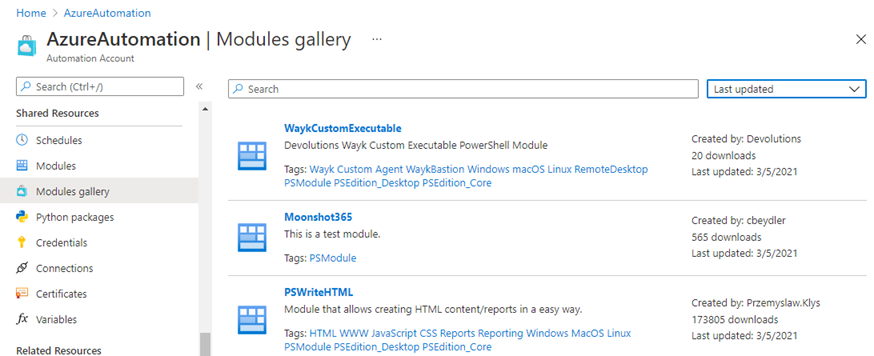 Home > AzureAutomation
AzureAutomation | Modules gallery ...
Automation Account
Search (Ctrl+/)
«
Shared Resources
Schedules
Modules
Modules gallery
Python packages
Credentials
Connections
Certificates
fx Variables
Related Resources
Search
Last updated
WaykCustomExecutable
Devolutions Wayk Custom Executable PowerShell Module
Tags: Wayk Custom Agent WaykBastion Windows macOS Linux RemoteDesktop
PSModule PSEdition_Desktop PSEdition_Core
Created by: Devolutions
20 downloads
Last updated: 3/5/2021
Moonshot365
This is a test module.
Tags: PSModule
Created by: cbeydler
565 downloads
Last updated: 3/5/2021
PSWriteHTML
Module that allows creating HTML content/reports in a easy way.
Tags: HTML WWW JavaScript CSS Reports Reporting Windows MacOS Linux
PSModule PSEdition_Desktop PSEdition_Core
Created by: Przemyslaw.Klys
173805 downloads
Last updated: 3/5/2021